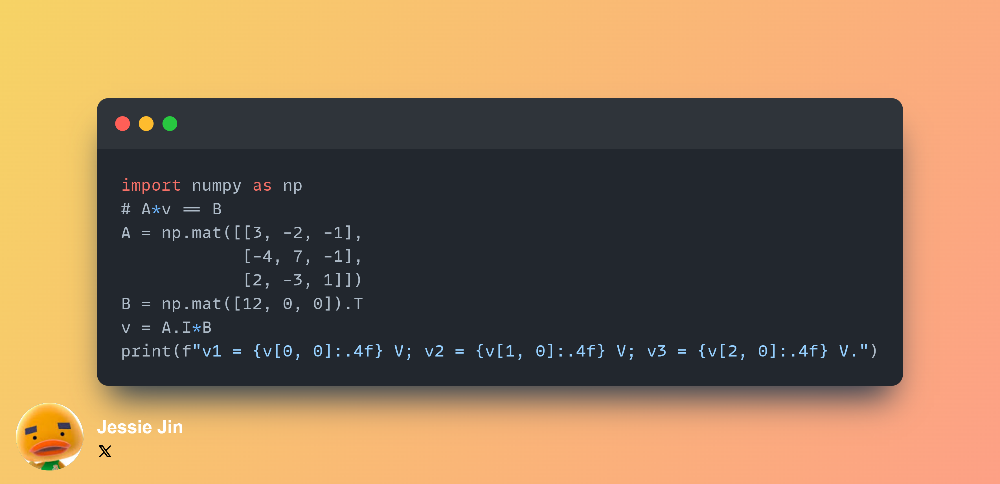 import numpy as np
# A*v == B
A = np.mat([[3, -2, -1],
            [-4, 7, -1],
            [2, -3, 1]])
B = np.mat([12, 0, 0]).T
v = A.I*B
print(f"v1 = {v[0, 0]:.4f} V; v2 = {v[1, 0]:.4f} V; v3 = {v[2, 0]:.4f} V.")
Jessie Jin